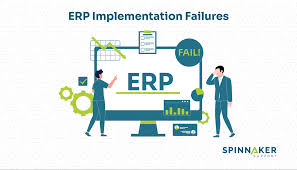 ERP Implementation Failures
FAIL!
ERP
SPINNAKER
SUPPORT